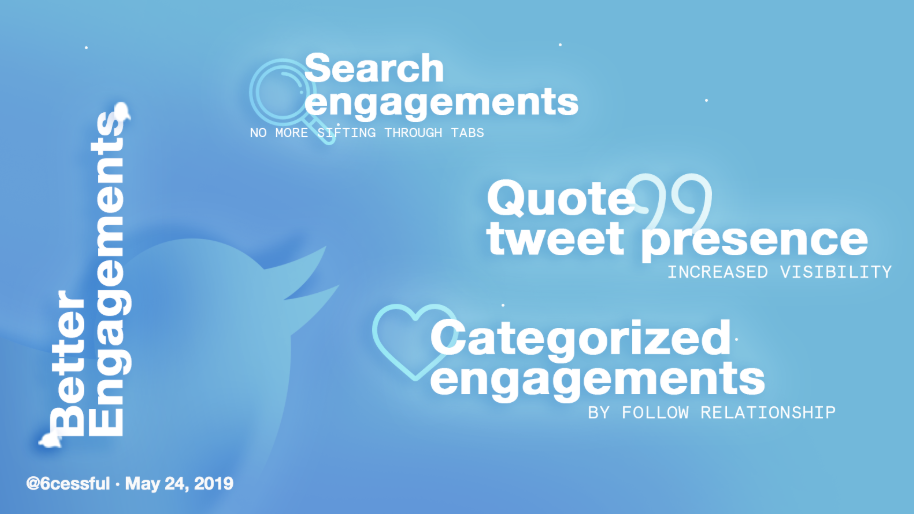 Better
Engagements
Search
engagements
NO MORE SIFTING THROUGH TABS
Quote
tweet presence
INCREASED VISIBILITY
Categorized
engagements
BY FOLLOW RELATIONSHIP
@6cessful · May 24, 2019